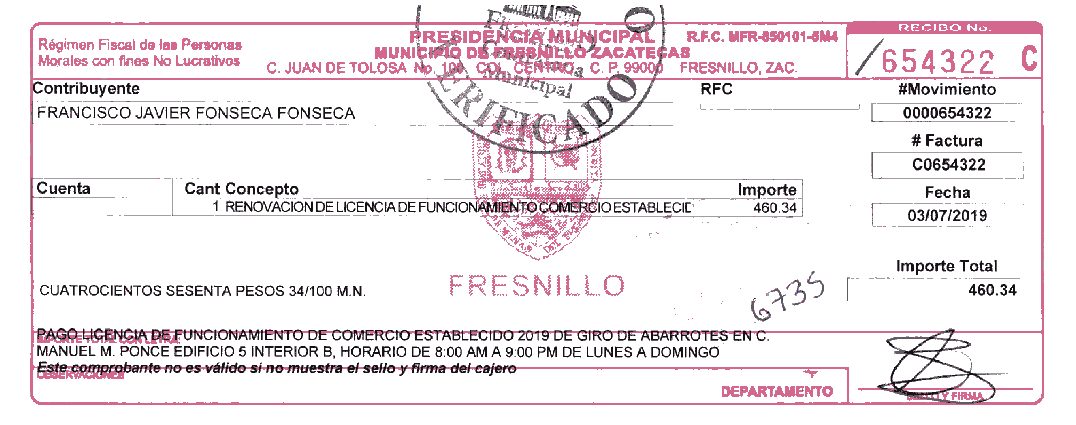 RECIBO No.
Régimen Fiscal de las Personas
Morales con fines No Lucrativos
PRESIDENCIA MUNICIPAL R.F.C. MFR-850101-5M4
MUNICIPIO DE FRESNILLO ZACATECAS
C. JUAN DE TOLOSA No. 100 COL. CENTRO, C. P. 99000 FRESNILLO, ZAC.
654322 C
Municipal
VERIFICADO
Contribuyente
RFC
#Movimiento
FRANCISCO JAVIER FONSECA FONSECA
0000654322
# Factura
C0654322
Cuenta
Cant Concepto
Importe
Fecha
1 RENOVACION DE LICENCIA DE FUNCIONAMIENTO COMERCIO ESTABLECID
460.34
03/07/2019
FRESNILLO
Importe Total
460.34
CUATROCIENTOS SESENTA PESOS 34/100 M.N.
6735
PAGO LICENCIA DE FUNCIONAMIENTO DE COMERCIO ESTABLECIDO 2019 DE GIRO DE ABARROTES EN C.
IMPORTE TOTAL CON LETRA
MANUEL M. PONCE EDIFICIO 5 INTERIOR B, HORARIO DE 8:00 AM A 9:00 PM DE LUNES A DOMINGO
Este comprobante no es válido si no muestra el sello y firma del cajero
OBSERVACIONES
DEPARTAMENTO
SELLO Y FIRMA